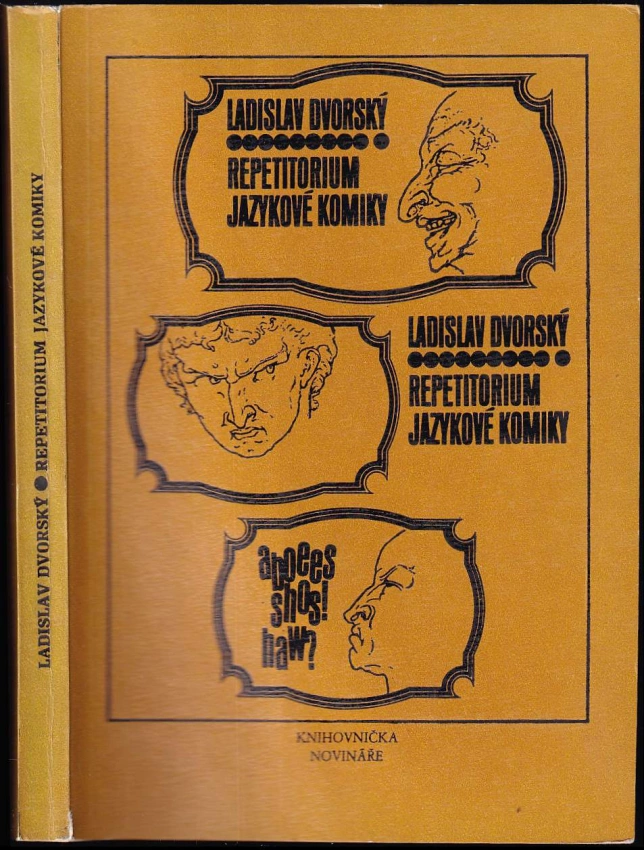 LADISLAV DVORSKÝ ● REPETITORIUM JAZYKOVÉ KOMIKY
LADISLAV DVORSKÝ
REPETITORIUM
JAZYKOVÉ KOMIKY
LADISLAV DVORSKÝ
REPETITORIUM
JAZYKOVÉ KOMIKY
shos!
haw?
KNIHOVNIČKA
NOVINÁŘE